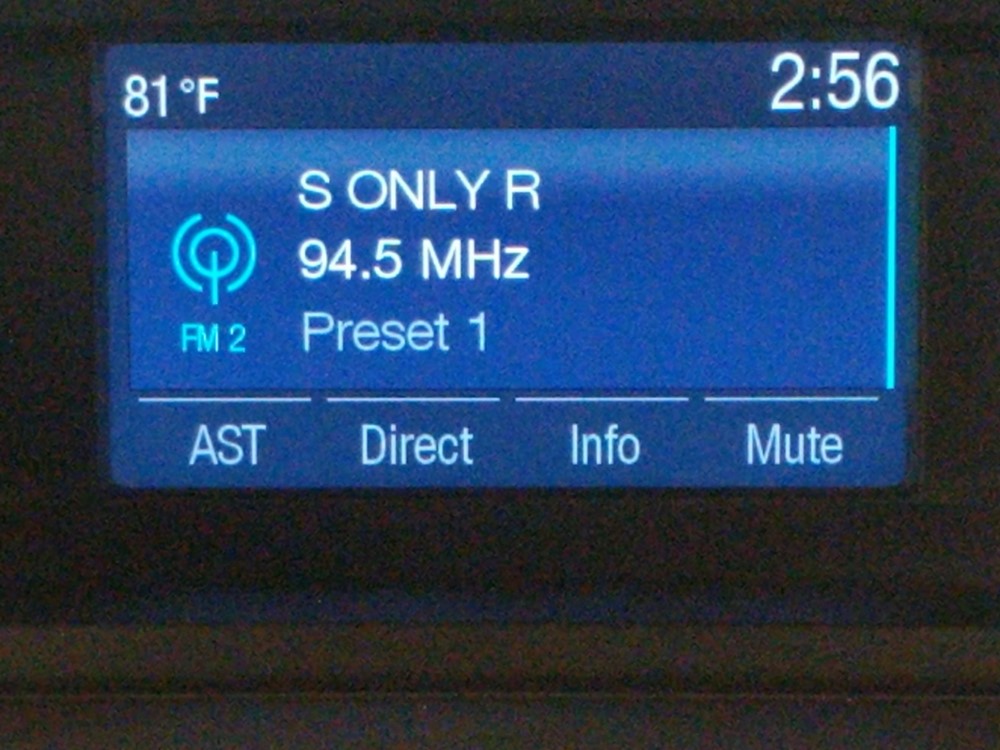 81°F 2:56
S ONLY R
94.5 MHz
FM 2 Preset 1
AST Direct Info Mute